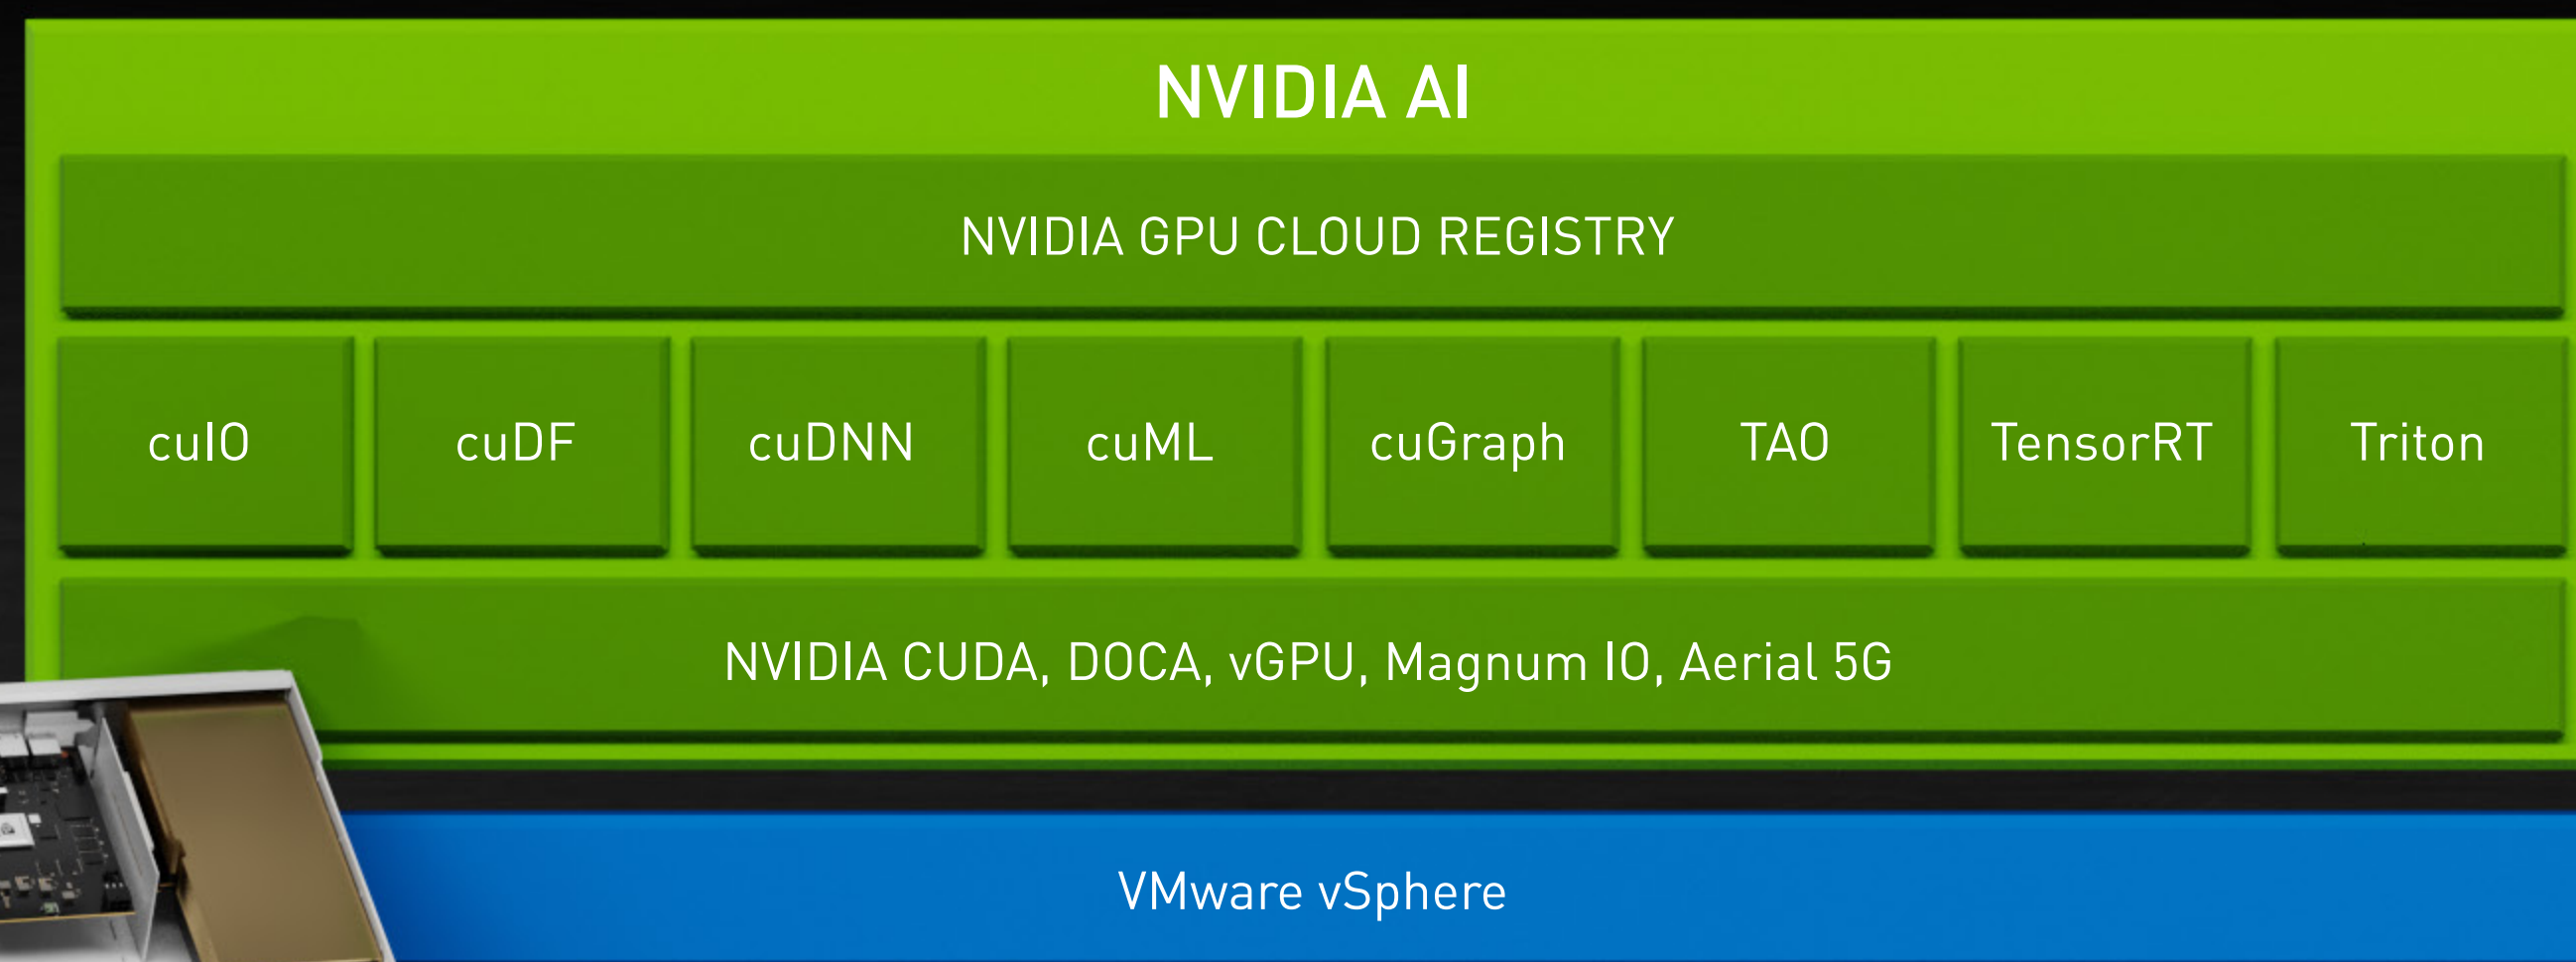 NVIDIA AI
NVIDIA GPU CLOUD REGISTRY
cuIO
cuDF
cuDNN
cuML
cuGraph
TAO
TensorRT
Triton
NVIDIA CUDA, DOCA, vGPU, Magnum IO, Aerial 5G
VMware vSphere